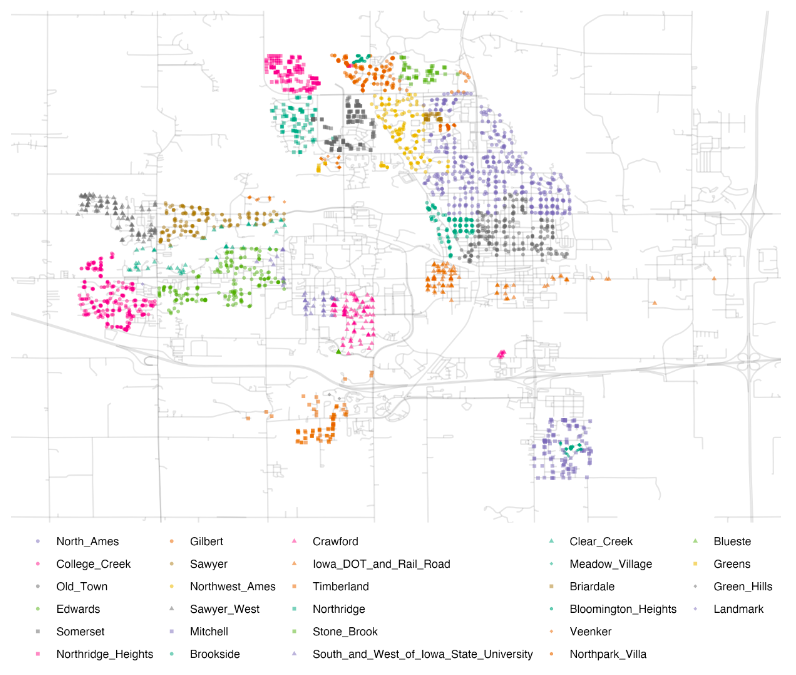 North_Ames
College_Creek
Old_Town
Edwards
Somerset
Northridge_Heights
Gilbert
Sawyer
Northwest_Ames
Sawyer_West
Mitchell
Brookside
Crawford
Iowa_DOT_and_Rail_Road
Timberland
Northridge
Stone_Brook
South_and_West_of_Iowa_State_University
Clear_Creek
Meadow_Village
Briardale
Bloomington_Heights
Veenker
Northpark_Villa
Blueste
Greens
Green_Hills
Landmark